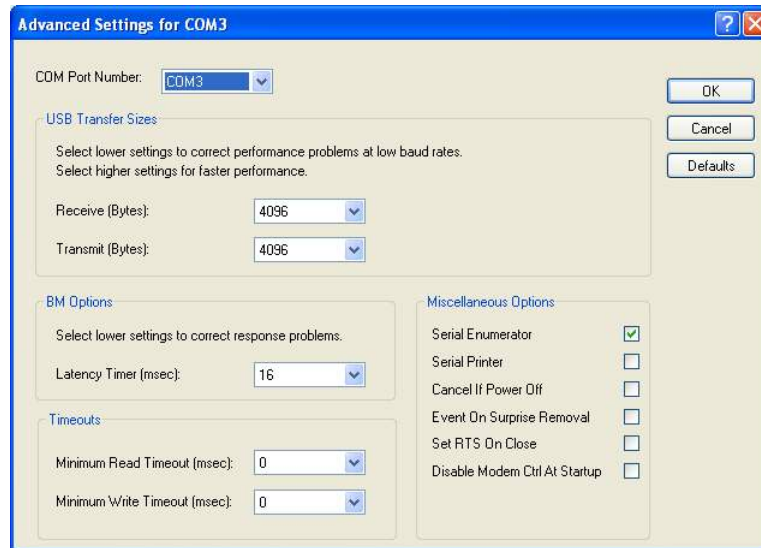 Advanced Settings for COM3
COM Port Number: COM3
OK
Cancel
Defaults
USB Transfer Sizes
Select lower settings to correct performance problems at low baud rates.
Select higher settings for faster performance.
Receive (Bytes): 4096
Transmit (Bytes): 4096
BM Options
Select lower settings to correct response problems.
Latency Timer (msec): 16
Timeouts
Minimum Read Timeout (msec): 0
Minimum Write Timeout (msec): 0
Miscellaneous Options
Serial Enumerator
Serial Printer
Cancel If Power Off
Event On Surprise Removal
Set RTS On Close
Disable Modem Ctrl At Startup